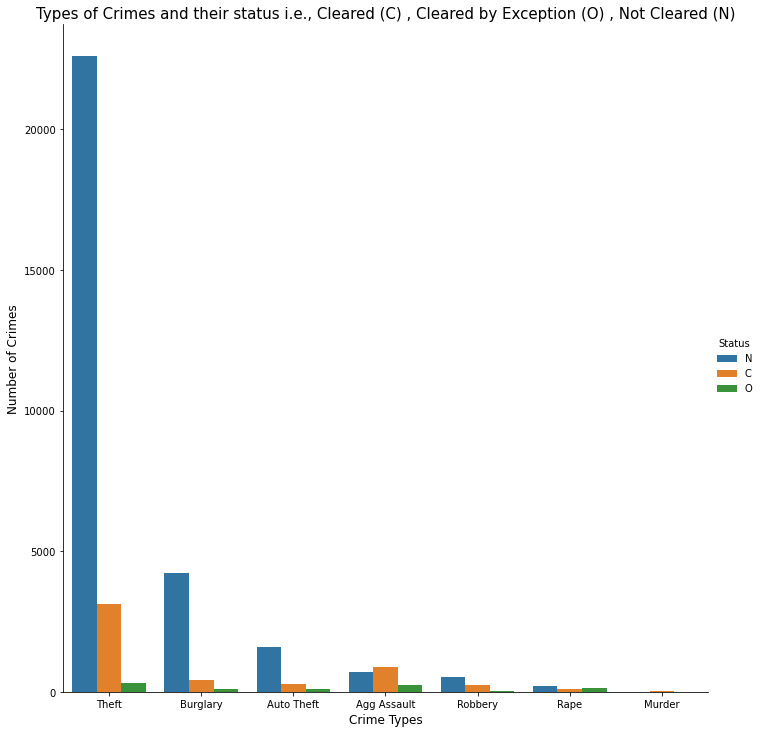 Types of Crimes and their status i.e., Cleared (C) , Cleared by Exception (O) , Not Cleared (N)
20000
15000
10000
5000
0
Number of Crimes
Status
N
C
O
Theft Burglary Auto Theft Agg Assault Robbery Rape Murder
Crime Types